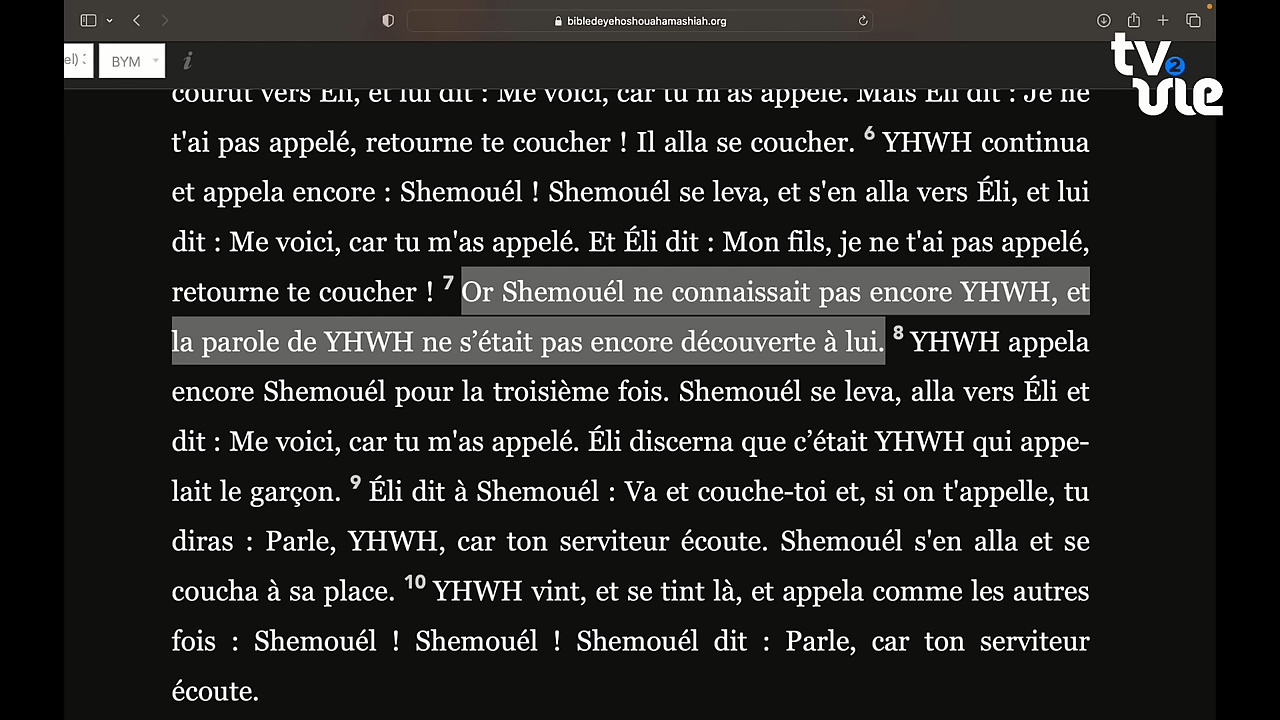 bibledeyehoshouahamashiah.org
tv2vie
el) 
BYM
i
courut vers Éli, et lui dit : Me voici, car tu m'as appelé. Mais Éli dit : Je ne
t'ai pas appelé, retourne te coucher ! Il alla se coucher. 6 YHWH continua
et appela encore : Shemouél ! Shemouél se leva, et s'en alla vers Éli, et lui
dit : Me voici, car tu m'as appelé. Et Éli dit : Mon fils, je ne t'ai pas appelé,
retourne te coucher ! 7 Or Shemouél ne connaissait pas encore YHWH, et
la parole de YHWH ne s’était pas encore découverte à lui. 8 YHWH appela
encore Shemouél pour la troisième fois. Shemouél se leva, alla vers Éli et
dit : Me voici, car tu m'as appelé. Éli discerna que c’était YHWH qui appe-
lait le garçon. 9 Éli dit à Shemouél : Va et couche-toi et, si on t'appelle, tu
diras : Parle, YHWH, car ton serviteur écoute. Shemouél s'en alla et se
coucha à sa place. 10 YHWH vint, et se tint là, et appela comme les autres
fois : Shemouél ! Shemouél ! Shemouél dit : Parle, car ton serviteur
écoute.